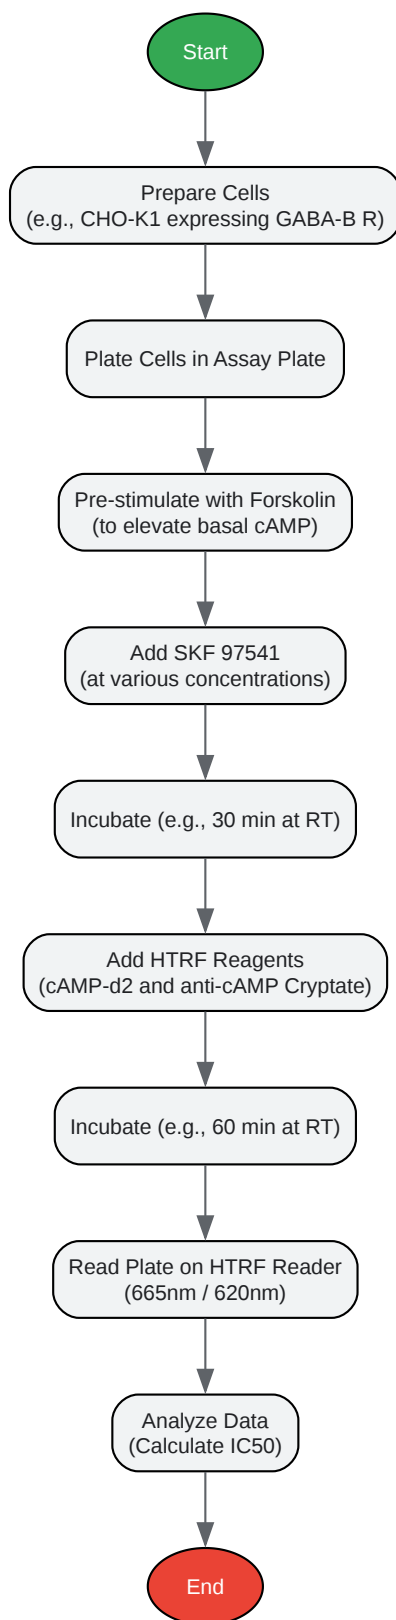 Start
Prepare Cells
(e.g., CHO-K1 expressing GABA-B R)
Plate Cells in Assay Plate
Pre-stimulate with Forskolin
(to elevate basal cAMP)
Add SKF 97541
(at various concentrations)
Incubate (e.g., 30 min at RT)
Add HTRF Reagents
(cAMP-d2 and anti-cAMP Cryptate)
Incubate (e.g., 60 min at RT)
Read Plate on HTRF Reader
(665nm / 620nm)
Analyze Data
(Calculate IC50)
End